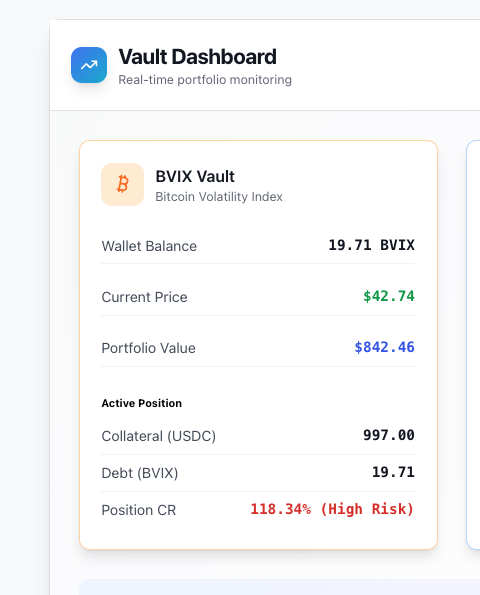 Vault Dashboard
Real-time portfolio monitoring
BVIX Vault
Bitcoin Volatility Index
Wallet Balance 19.71 BVIX
Current Price $42.74
Portfolio Value $842.46
Active Position
Collateral (USDC) 997.00
Debt (BVIX) 19.71
Position CR 118.34% (High Risk)